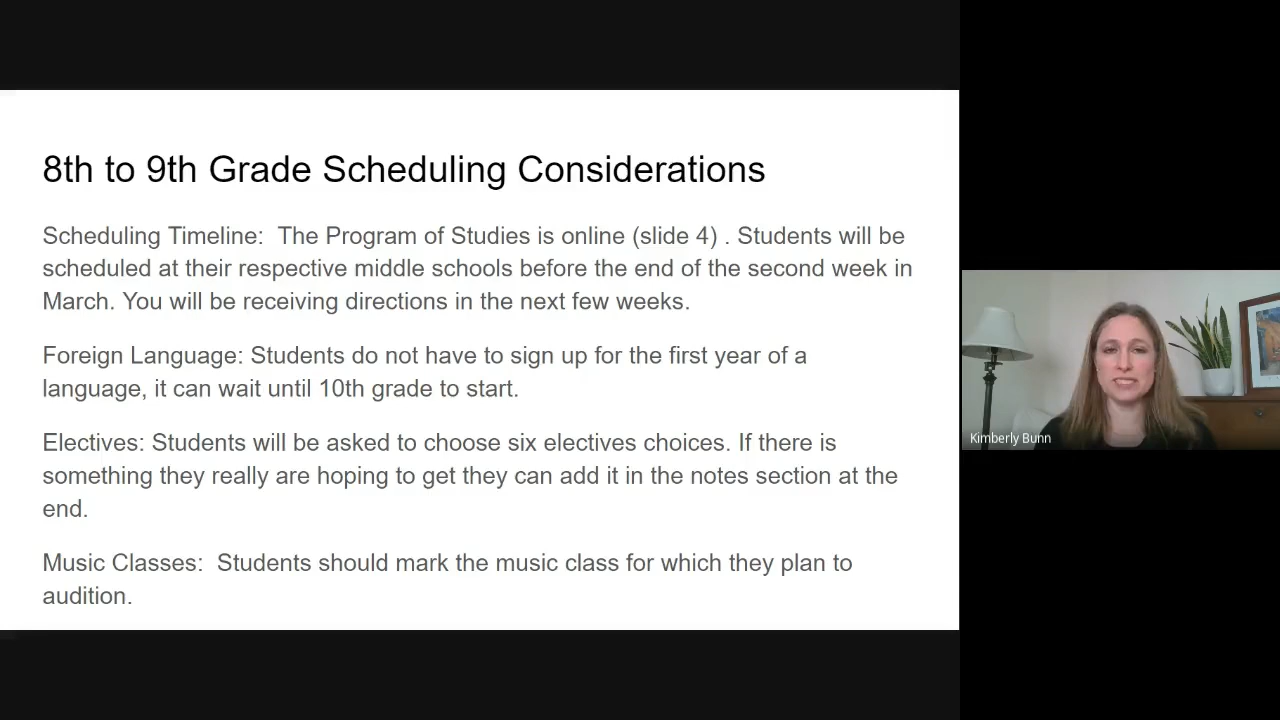 8th to 9th Grade Scheduling Considerations
Scheduling Timeline:  The Program of Studies is online (slide 4) . Students will be
scheduled at their respective middle schools before the end of the second week in
March. You will be receiving directions in the next few weeks.
Foreign Language: Students do not have to sign up for the first year of a
language, it can wait until 10th grade to start.
Electives: Students will be asked to choose six electives choices. If there is
something they really are hoping to get they can add it in the notes section at the
end.
Music Classes:  Students should mark the music class for which they plan to
audition.
Kimberly Bunn